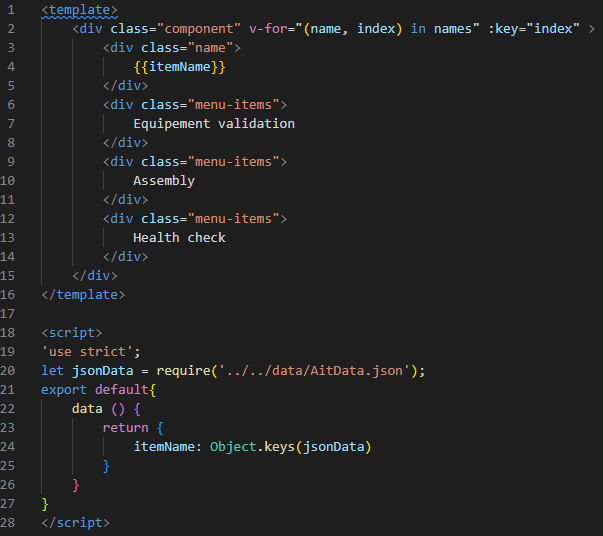 1 <template>
2 <div class="component" v-for="(name, index) in names" :key="index" >
3 <div class="name">
4 {{itemName}}
5 </div>
6 <div class="menu-items">
7 Equipement validation
8 </div>
9 <div class="menu-items">
10 Assembly
11 </div>
12 <div class="menu-items">
13 Health check
14 </div>
15 </div>
16 </template>
17
18 <script>
19 'use strict';
20 let jsonData = require('../../data/AitData.json');
21 export default{
22 data () {
23 return {
24 itemName: Object.keys(jsonData)
25 }
26 }
27 }
28 </script>